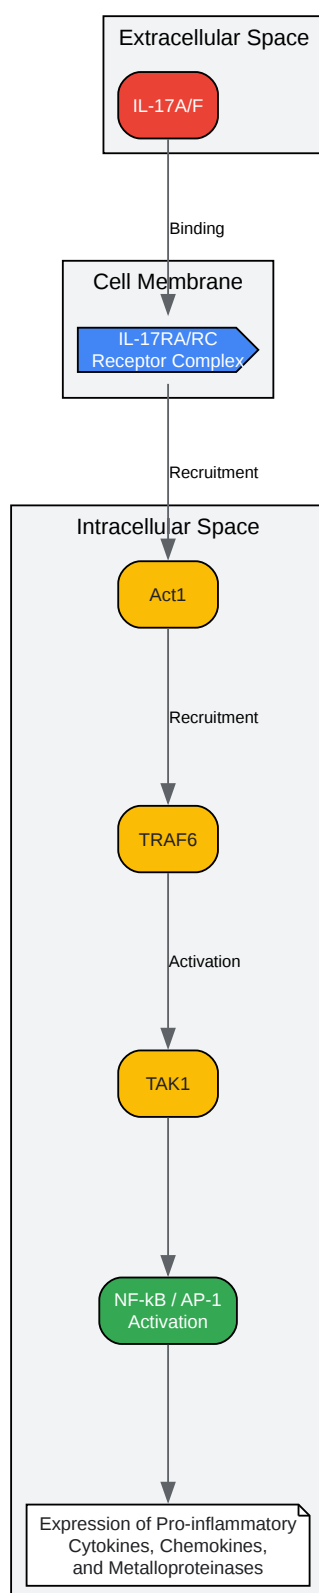 Extracellular Space
IL-17A/F
Binding
Cell Membrane
IL-17RA/RC
Receptor Complex
Recruitment
Intracellular Space
Act1
Recruitment
TRAF6
Activation
TAK1
NF-kB / AP-1
Activation
Expression of Pro-inflammatory
Cytokines, Chemokines,
and Metalloproteinases